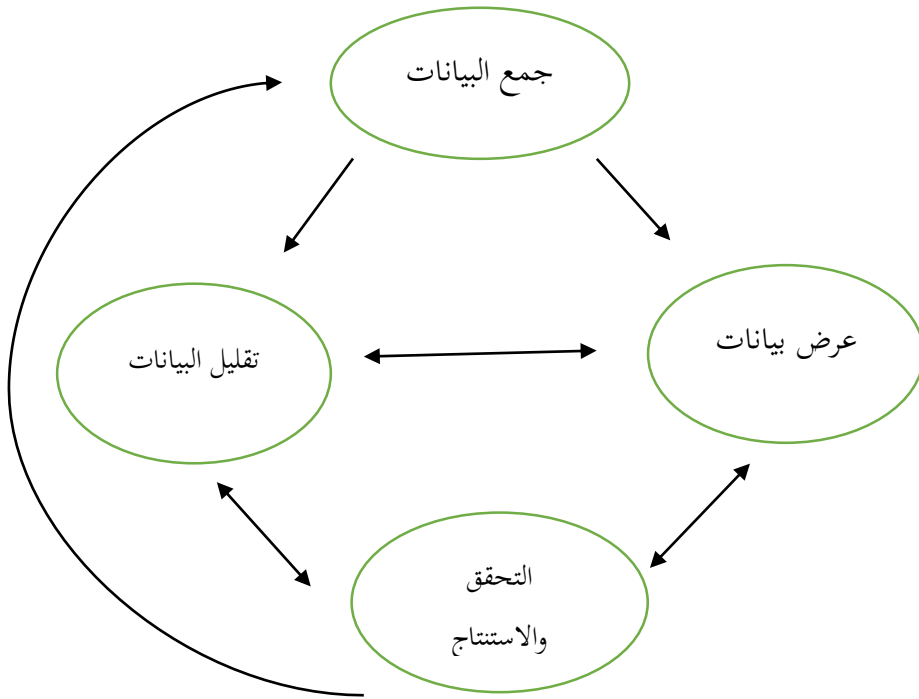 جمع البيانات
عرض بيانات
تقليل البيانات
التحقق
والاستنتاج